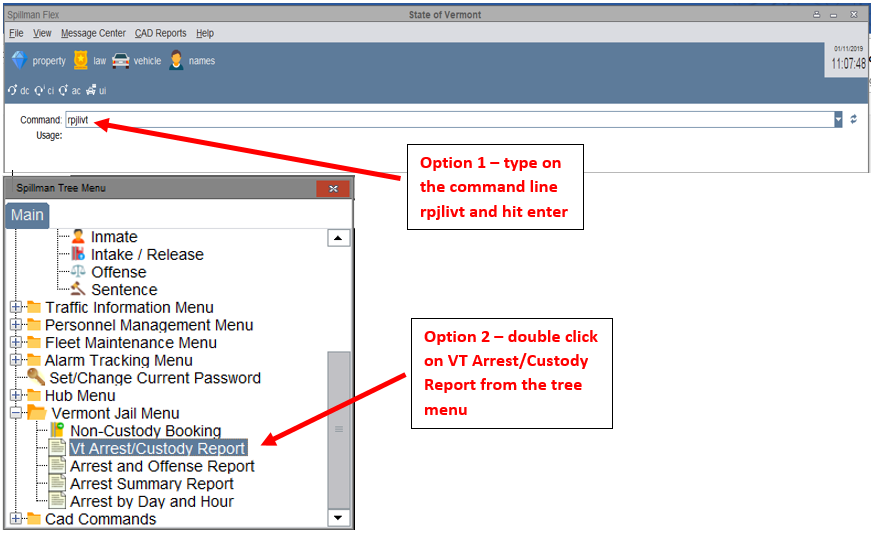 Spillman Flex
State of Vermont
File View Message Center CAD Reports Help
property law vehicle names
01/11/2019
11:07:48
dc ci ac ui
Command: rpjlivt
Usage:
Option 1 – type on
the command line
rpjlivt and hit enter
Spillman Tree Menu
Main
Inmate
Intake / Release
Offense
Sentence
Traffic Information Menu
Personnel Management Menu
Fleet Maintenance Menu
Alarm Tracking Menu
Set/Change Current Password
Hub Menu
Vermont Jail Menu
Non-Custody Booking
Vt Arrest/Custody Report
Arrest and Offense Report
Arrest Summary Report
Arrest by Day and Hour
Cad Commands
Option 2 – double click
on VT Arrest/Custody
Report from the tree
menu